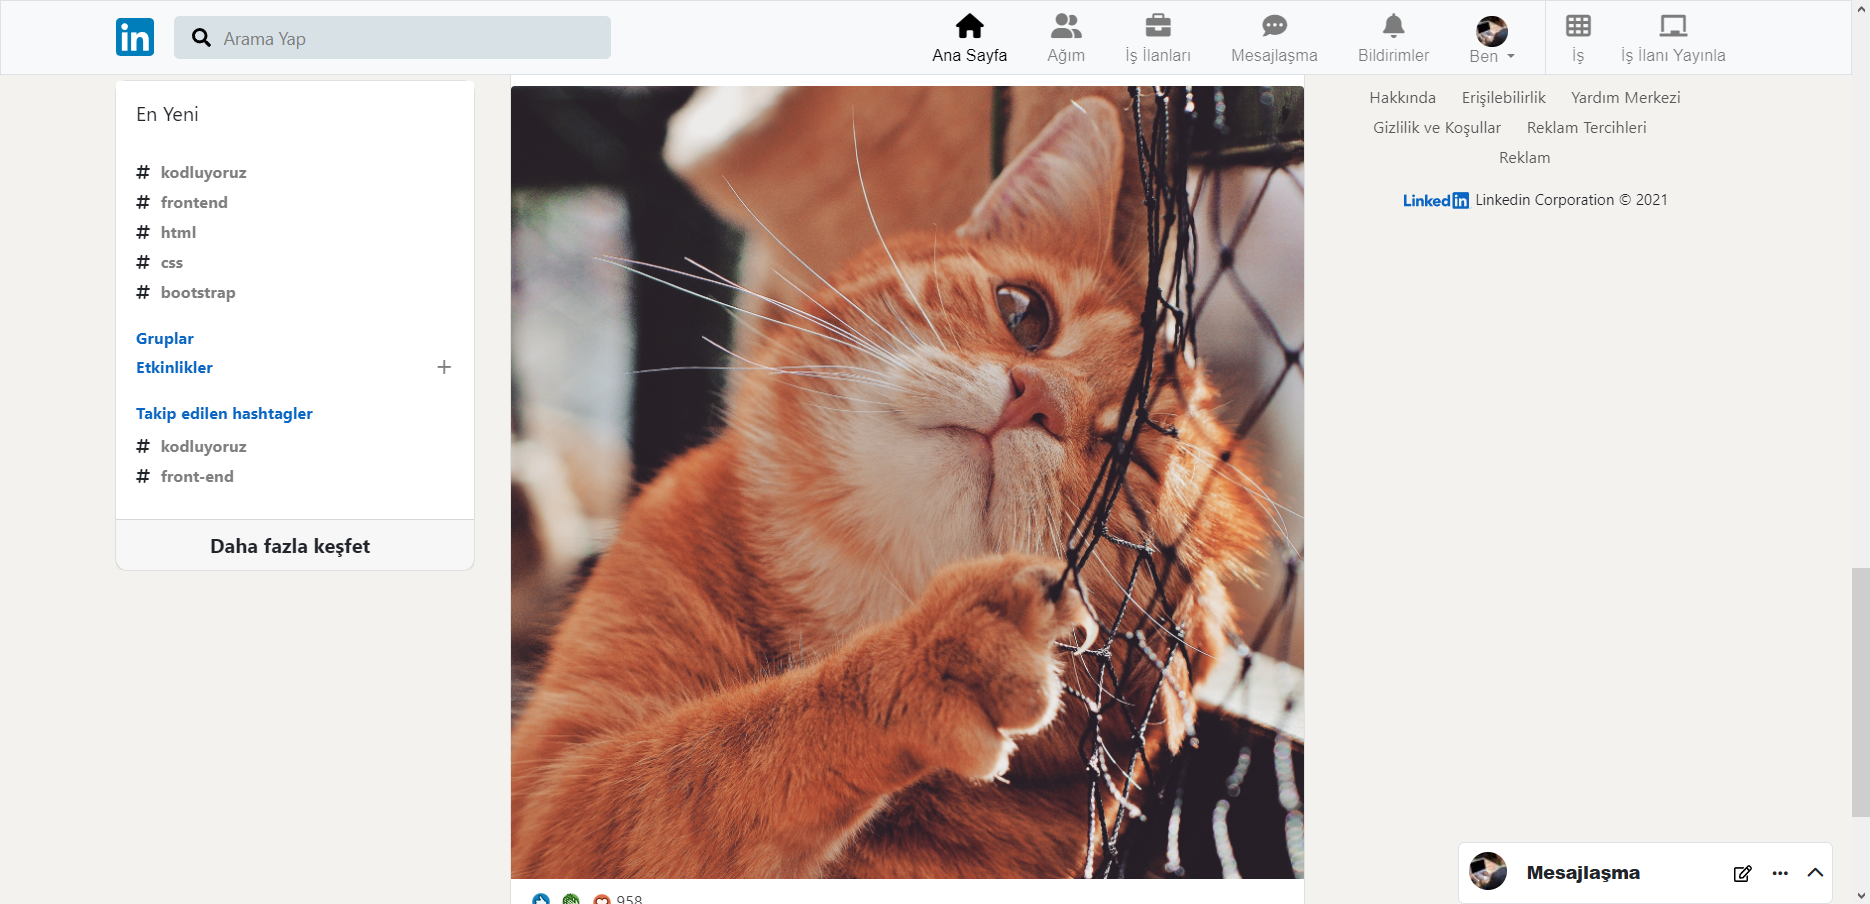 in Arama Yap
Ana Sayfa Ağım İş İlanları Mesajlaşma Bildirimler Ben İş İş İlanı Yayınla
En Yeni
# kodluyoruz
# frontend
# html
# css
# bootstrap
Gruplar
Etkinlikler +
Takip edilen hashtagler
# kodluyoruz
# front-end
Daha fazla keşfet
958
Hakkında Erişilebilirlik Yardım Merkezi
Gizlilik ve Koşullar Reklam Tercihleri
Reklam
Linkedin Linkedin Corporation © 2021
Mesajlaşma